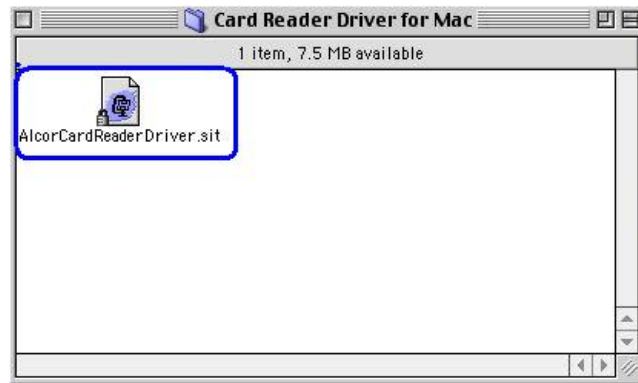 Card Reader Driver for Mac
1 item, 7.5 MB available
AlcorCardReaderDriver.sit